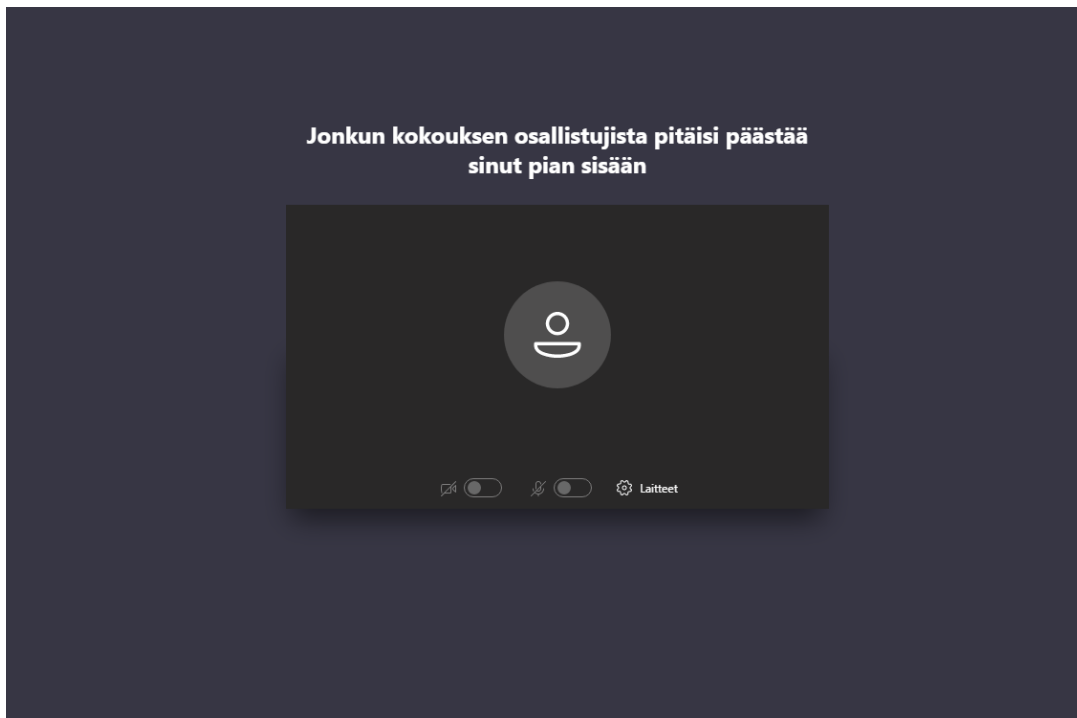 Jonkun kokouksen osallistujista pitäisi päästää
sinut pian sisään
Laitteet